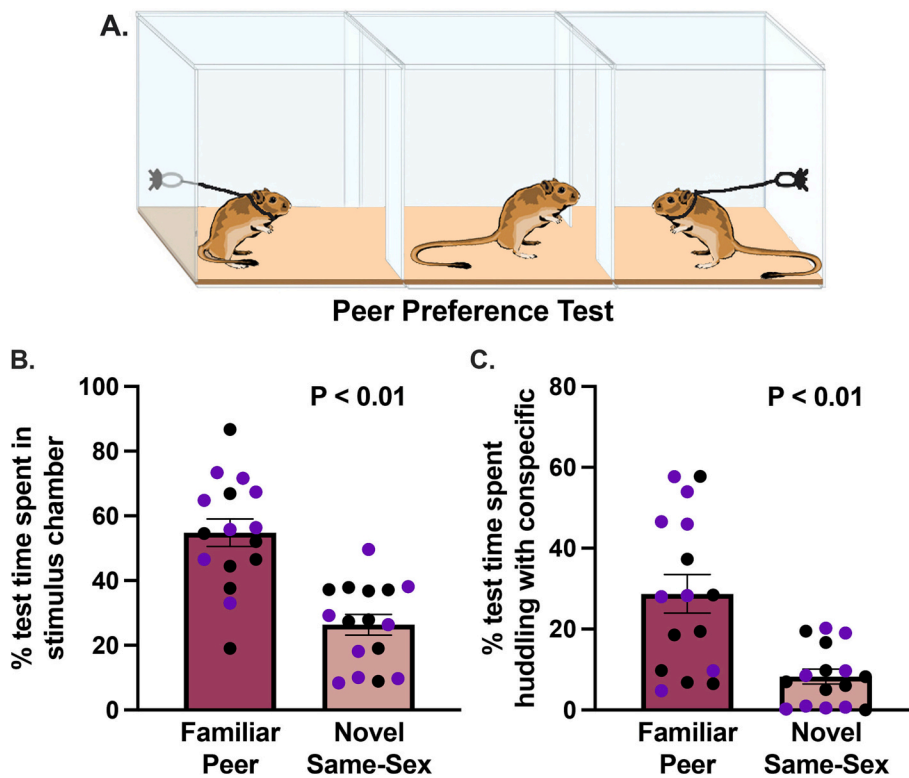 A.
Peer Preference Test
B.
% test time spent in
stimulus chamber
100
80
60
40
20
0
P < 0.01
Familiar
Peer
Novel
Same-Sex
C.
% test time spent
huddling with conspecific
80
60
40
20
0
P < 0.01
Familiar
Peer
Novel
Same-Sex